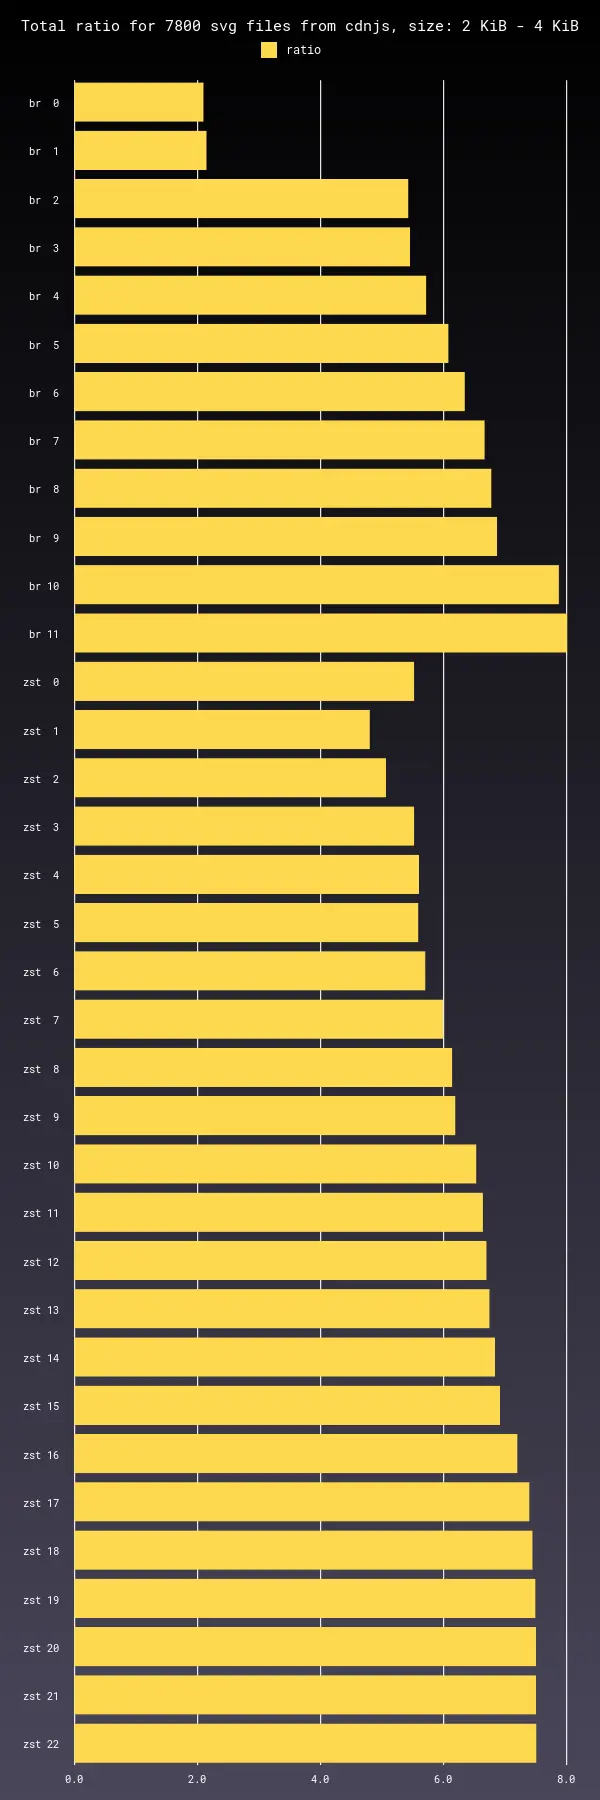 Total ratio for 7800 svg files from cdnjs, size: 2 KiB - 4 KiB
ratio
br 0
br 1
br 2
br 3
br 4
br 5
br 6
br 7
br 8
br 9
br 10
br 11
zst 0
zst 1
zst 2
zst 3
zst 4
zst 5
zst 6
zst 7
zst 8
zst 9
zst 10
zst 11
zst 12
zst 13
zst 14
zst 15
zst 16
zst 17
zst 18
zst 19
zst 20
zst 21
zst 22
0.0 2.0 4.0 6.0 8.0